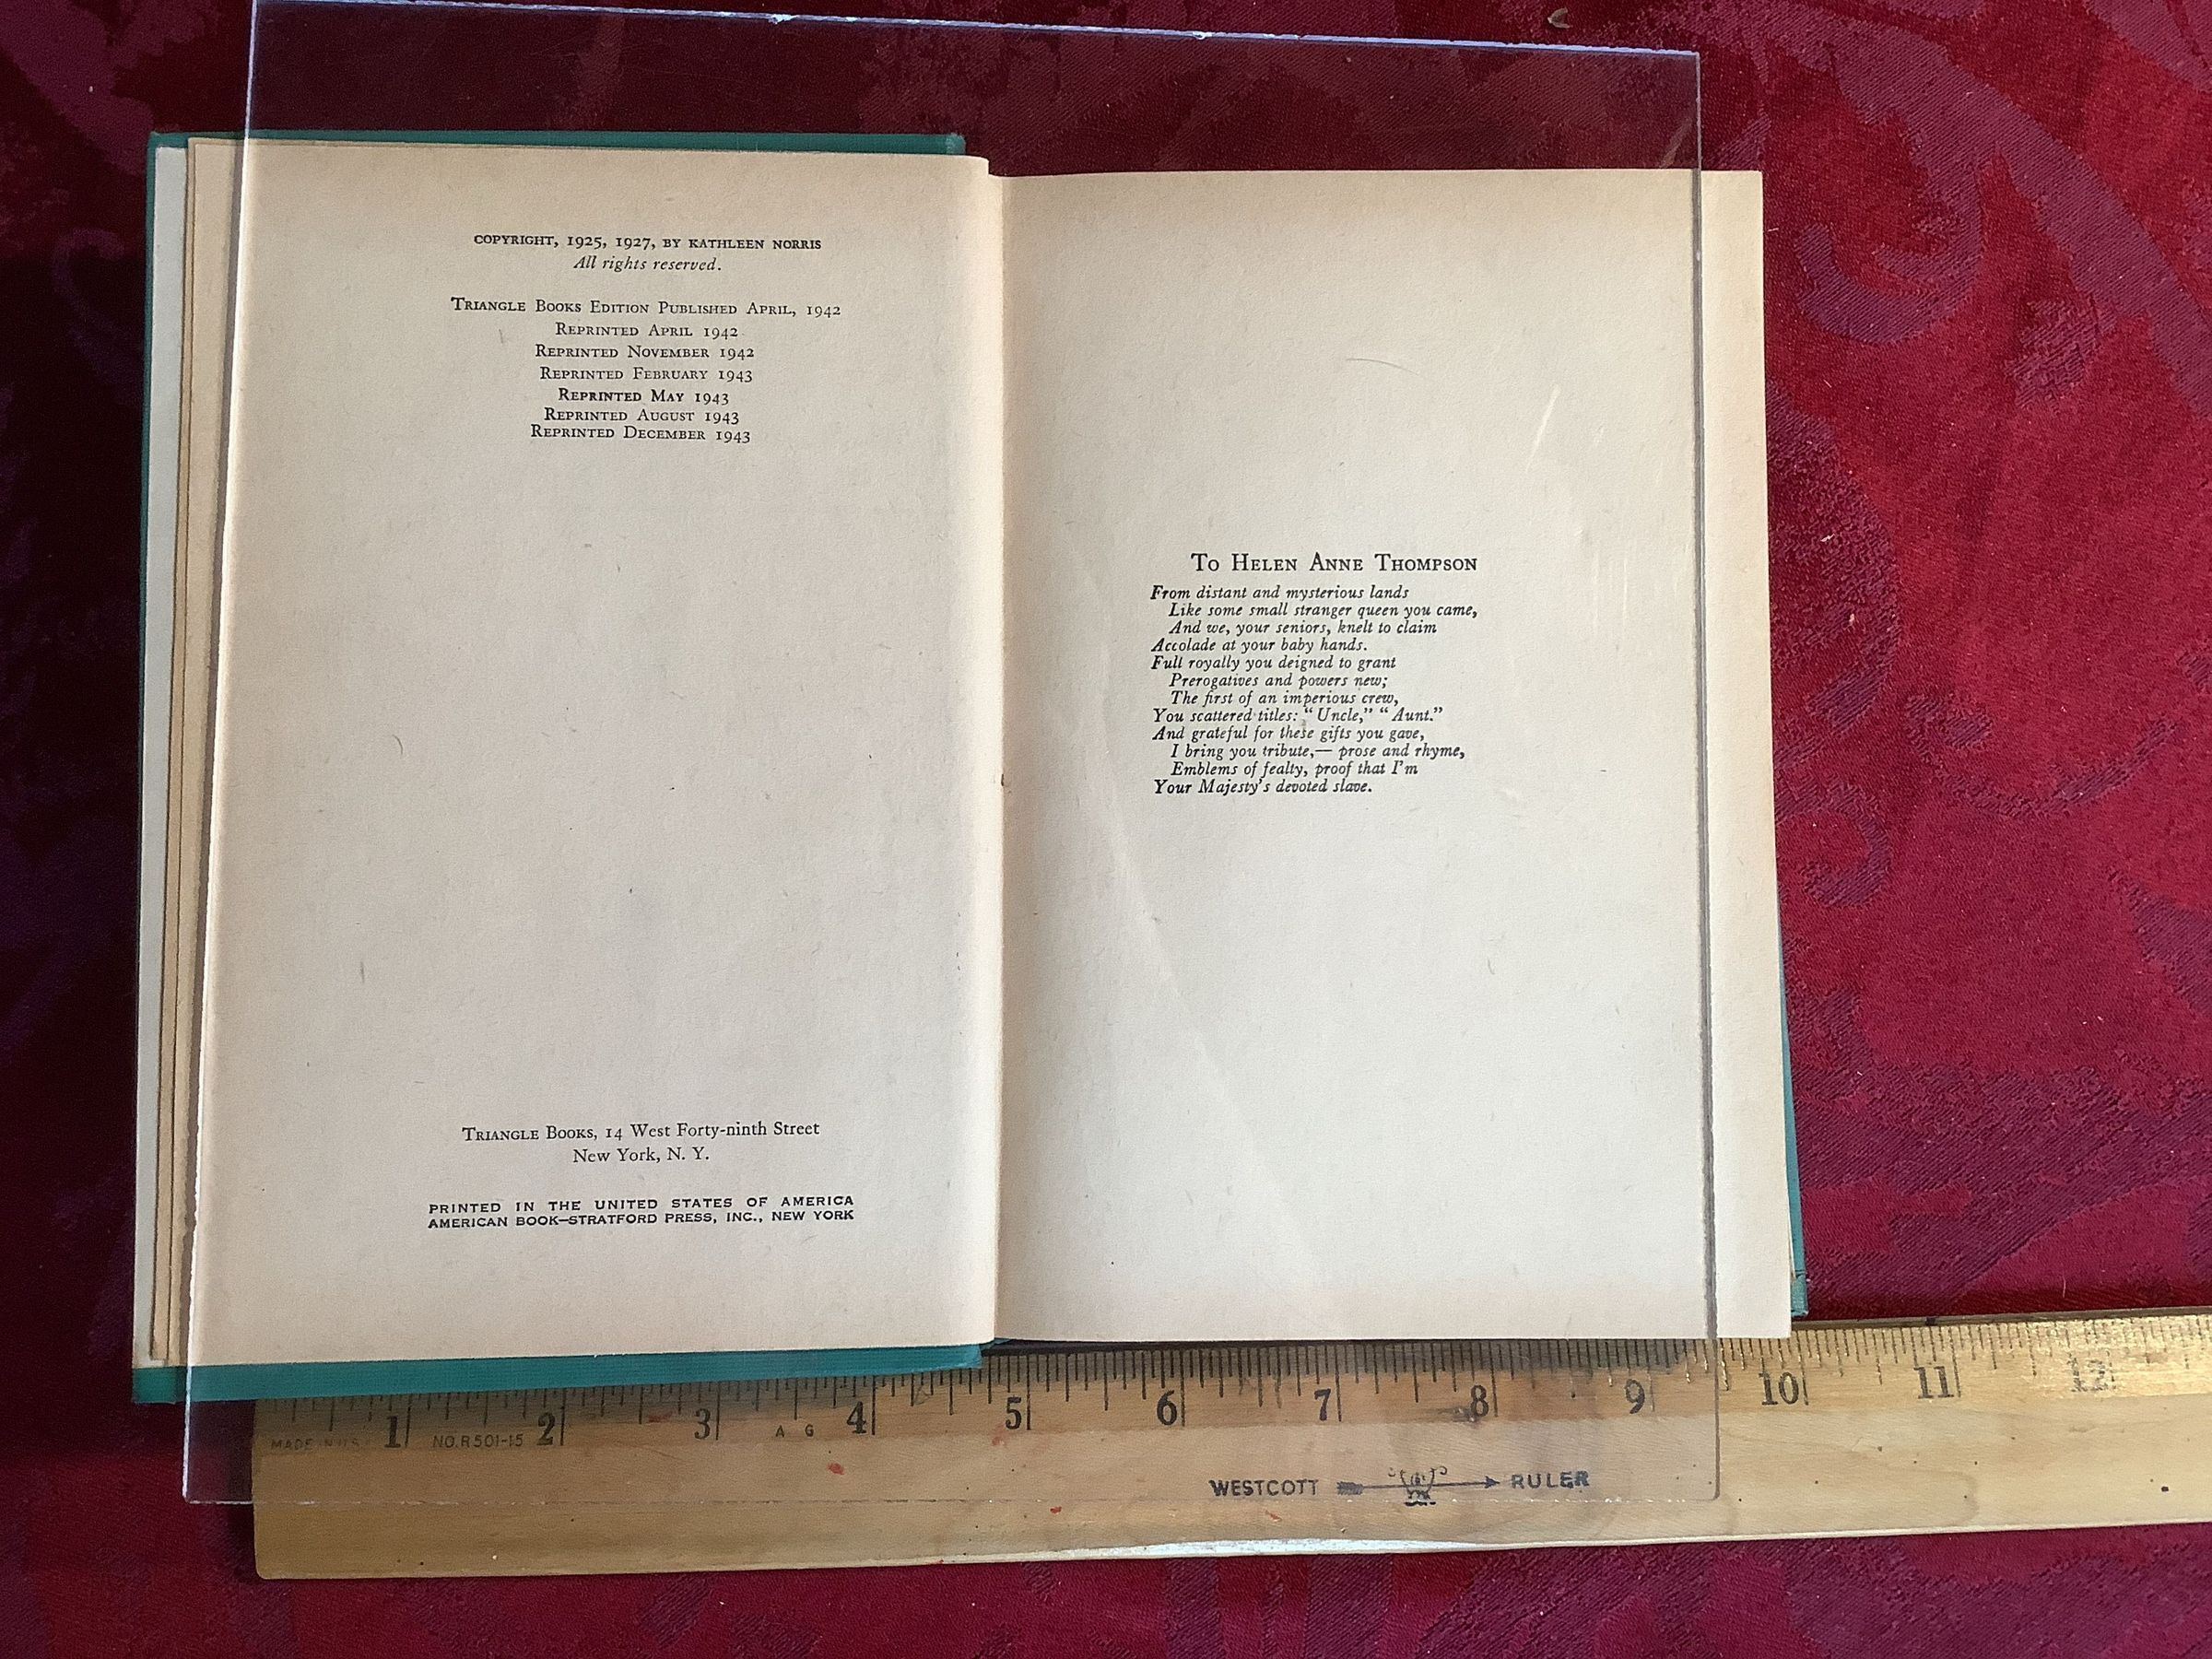 COPYRIGHT, 1925, 1927, BY KATHLEEN NORRIS
All rights reserved.
TRIANGLE BOOKS EDITION PUBLISHED APRIL, 1942
REPRINTED APRIL 1942
REPRINTED NOVEMBER 1942
REPRINTED FEBRUARY 1943
REPRINTED MAY 1943
REPRINTED AUGUST 1943
REPRINTED DECEMBER 1943
TRIANGLE BOOKS, 14 West Forty-ninth Street
New York, N. Y.
PRINTED IN THE UNITED STATES OF AMERICA
AMERICAN BOOK—STRATFORD PRESS, INC., NEW YORK
TO HELEN ANNE THOMPSON
From distant and mysterious lands
Like some small stranger queen you came,
And we, your seniors, knelt to claim
Accolade at your baby hands.
Full royally you deigned to grant
Prerogatives and powers new;
The first of an imperious crew,
You scattered titles: "Uncle," "Aunt."
And grateful for these gifts you gave,
I bring you tribute,— prose and rhyme,
Emblems of fealty, proof that I'm
Your Majesty's devoted slave.
1 2 3 4 5 6 7 8 9 10 11 12
MADE IN U.S.A. NO. R501-15 A G
WESTCOTT RULER